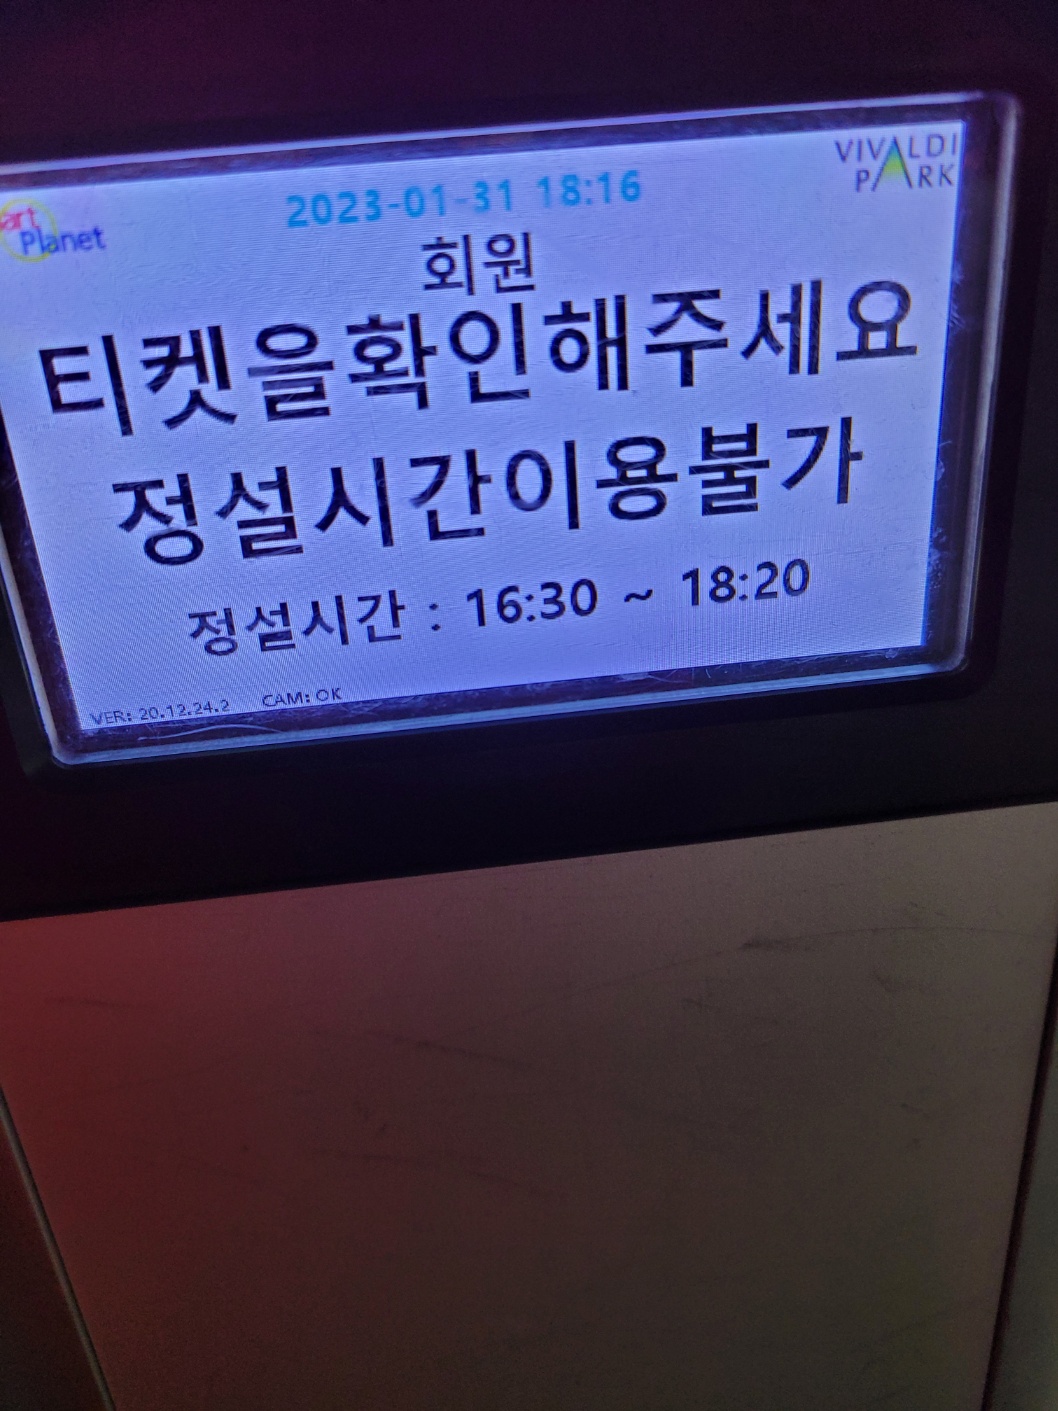 VIVALDI
PARK
2023-01-31 18:16
art
Planet
회원
티켓을확인해주세요
정설시간이용불가
정설시간 : 16:30 ~ 18:20
VER: 20.12.24.2 CAM: OK